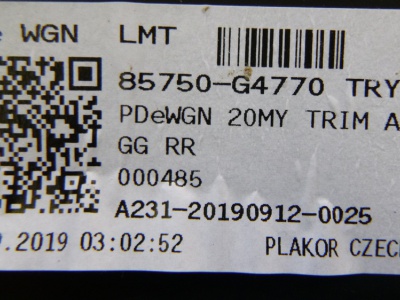 WGN LMT
85750-G4770 TRY
PDeWGN 20MY TRIM A
GG RR
000485
A231-20190912-0025
.2019 03:02:52 PLAKOR CZECH